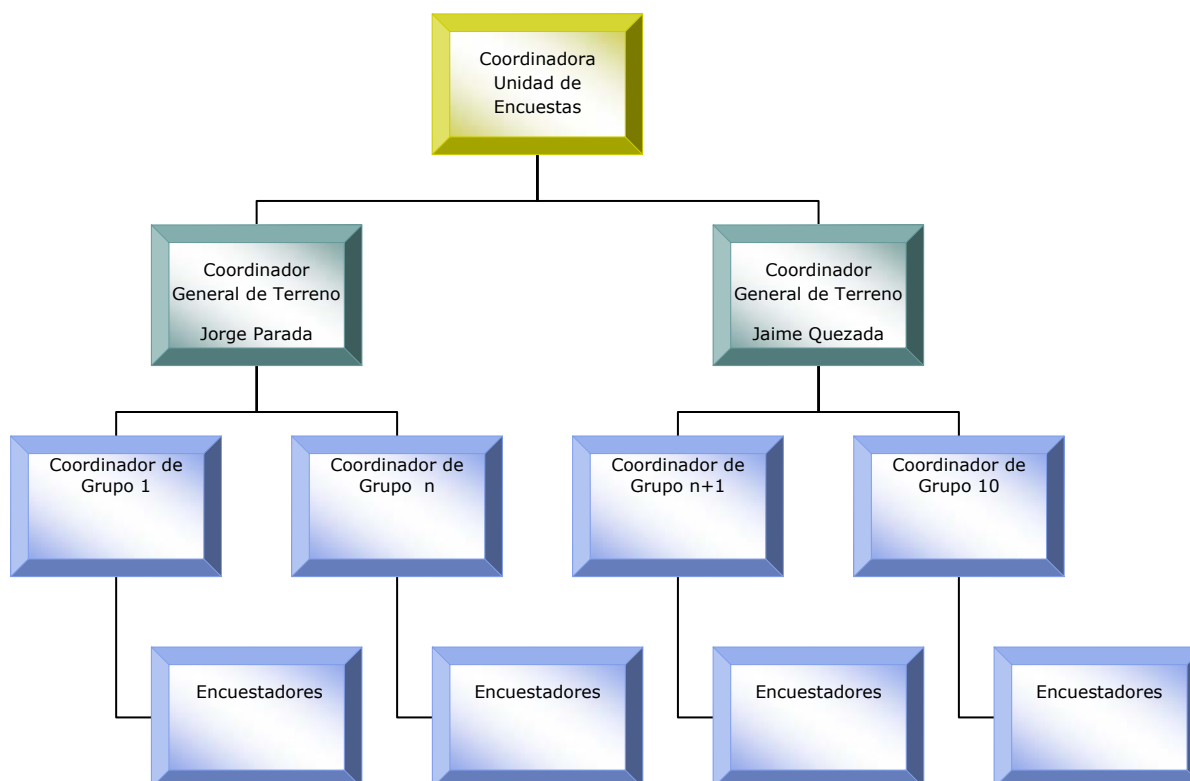 Coordinadora
Unidad de
Encuestas
Coordinador
General de Terreno
Jorge Parada
Coordinador
General de Terreno
Jaime Quezada
Coordinador de
Grupo 1
Coordinador de
Grupo n
Coordinador de
Grupo n+1
Coordinador de
Grupo 10
Encuestadores
Encuestadores
Encuestadores
Encuestadores